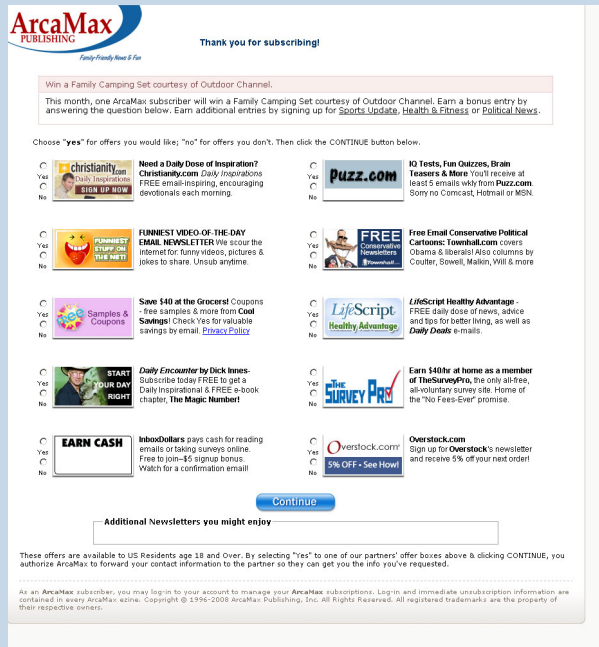 ArcaMax
PUBLISHING
Family-Friendly News & Fun
Thank you for subscribing!
Win a Family Camping Set courtesy of Outdoor Channel.
This month, one ArcaMax subscriber will win a Family Camping Set courtesy of Outdoor Channel. Earn a bonus entry by
answering the question below. Earn additional entries by signing up for Sports Update, Health & Fitness or Political News.
Choose "yes" for offers you would like; "no" for offers you don't. Then click the CONTINUE button below.
Yes
No
christianity.com
Daily Inspirations
SIGN UP NOW
Need a Daily Dose of Inspiration?
Christianity.com Daily Inspirations
FREE email-inspiring, encouraging
devotionals each morning.
Yes
No
Puzz.com
IQ Tests, Fun Quizzes, Brain
Teasers & More You'll receive at
least 5 emails wkly from Puzz.com.
Sorry no Comcast, Hotmail or MSN.
Yes
No
FUNNIEST
STUFF ON
THE NET!
FUNNIEST VIDEO-OF-THE-DAY
EMAIL NEWSLETTER We scour the
internet for: funny videos, pictures &
jokes to share. Unsub anytime.
Yes
No
FREE
Conservative
Newsletters
Townhall.com
Free Email Conservative Political
Cartoons: Townhall.com covers
Obama & liberals! Also columns by
Coulter, Sowell, Malkin, Will & more
Yes
No
FREE
Samples &
Coupons
Save $40 at the Grocers! Coupons
- free samples & more from Cool
Savings! Check Yes for valuable
savings by email. Privacy Policy
Yes
No
LifeScript
Healthy Advantage
LifeScript Healthy Advantage -
FREE daily dose of news, advice
and tips for better living, as well as
Daily Deals e-mails.
Yes
No
START
YOUR DAY
RIGHT
Daily Encounter by Dick Innes-
Subscribe today FREE to get a
Daily Inspirational & FREE e-book
chapter, The Magic Number!
Yes
No
THE
SURVEY PRO
Earn $40/hr at home as a member
of TheSurveyPro, the only all-free,
all-voluntary survey site. Home of
the "No Fees-Ever" promise.
Yes
No
EARN CASH
InboxDollars pays cash for reading
emails or taking surveys online.
Free to join–$5 signup bonus.
Watch for a confirmation email!
Yes
No
Overstock.com
5% OFF • See How!
Overstock.com
Sign up for Overstock's newsletter
and receive 5% off your next order!
Continue
Additional Newsletters you might enjoy
These offers are available to US Residents age 18 and Over. By selecting "Yes" to one of our partners' offer boxes above & clicking CONTINUE, you
authorize ArcaMax to forward your contact information to the partner so they can get you the info you've requested.
As an ArcaMax subscriber, you may log-in to your account to manage your ArcaMax subscriptions. Log-in and immediate unsubscription information are
contained in every ArcaMax ezine. Copyright © 1996-2008 ArcaMax Publishing, Inc. All Rights Reserved. All registered trademarks are the property of
their respective owners.